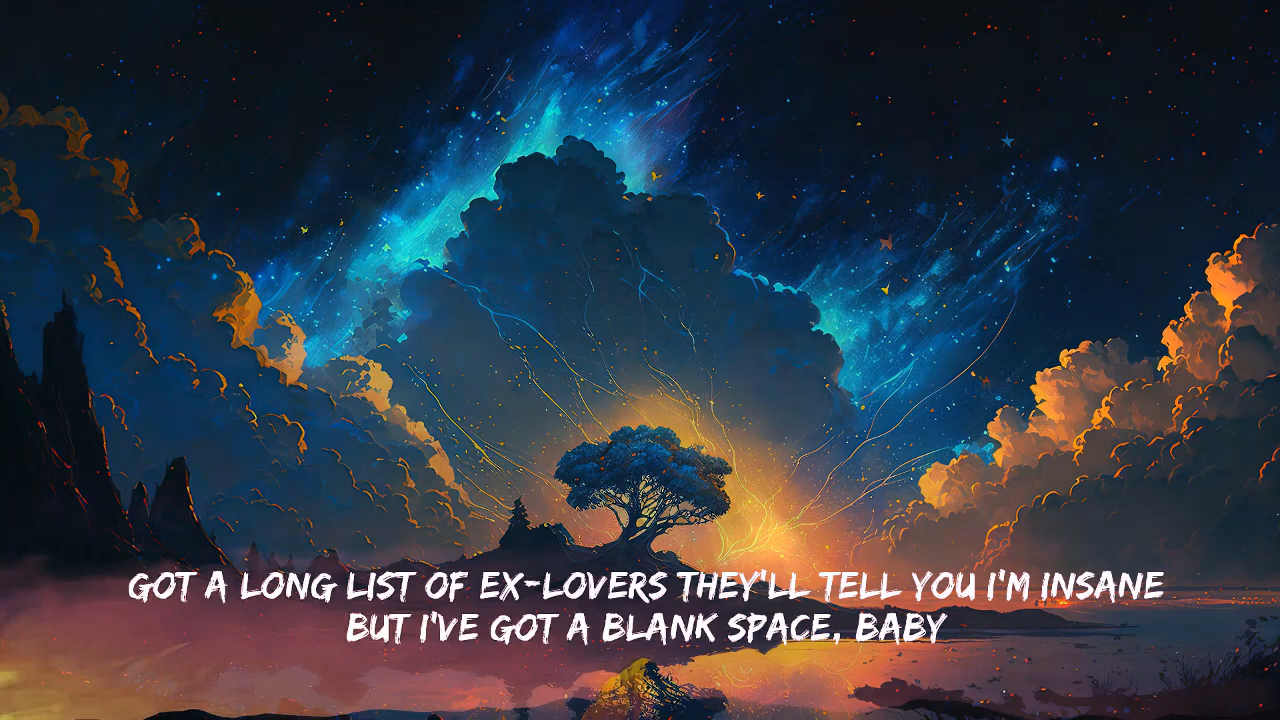 GOT A LONG LIST OF EX-LOVERS THEY'LL TELL YOU I'M INSANE
BUT I'VE GOT A BLANK SPACE, BABY